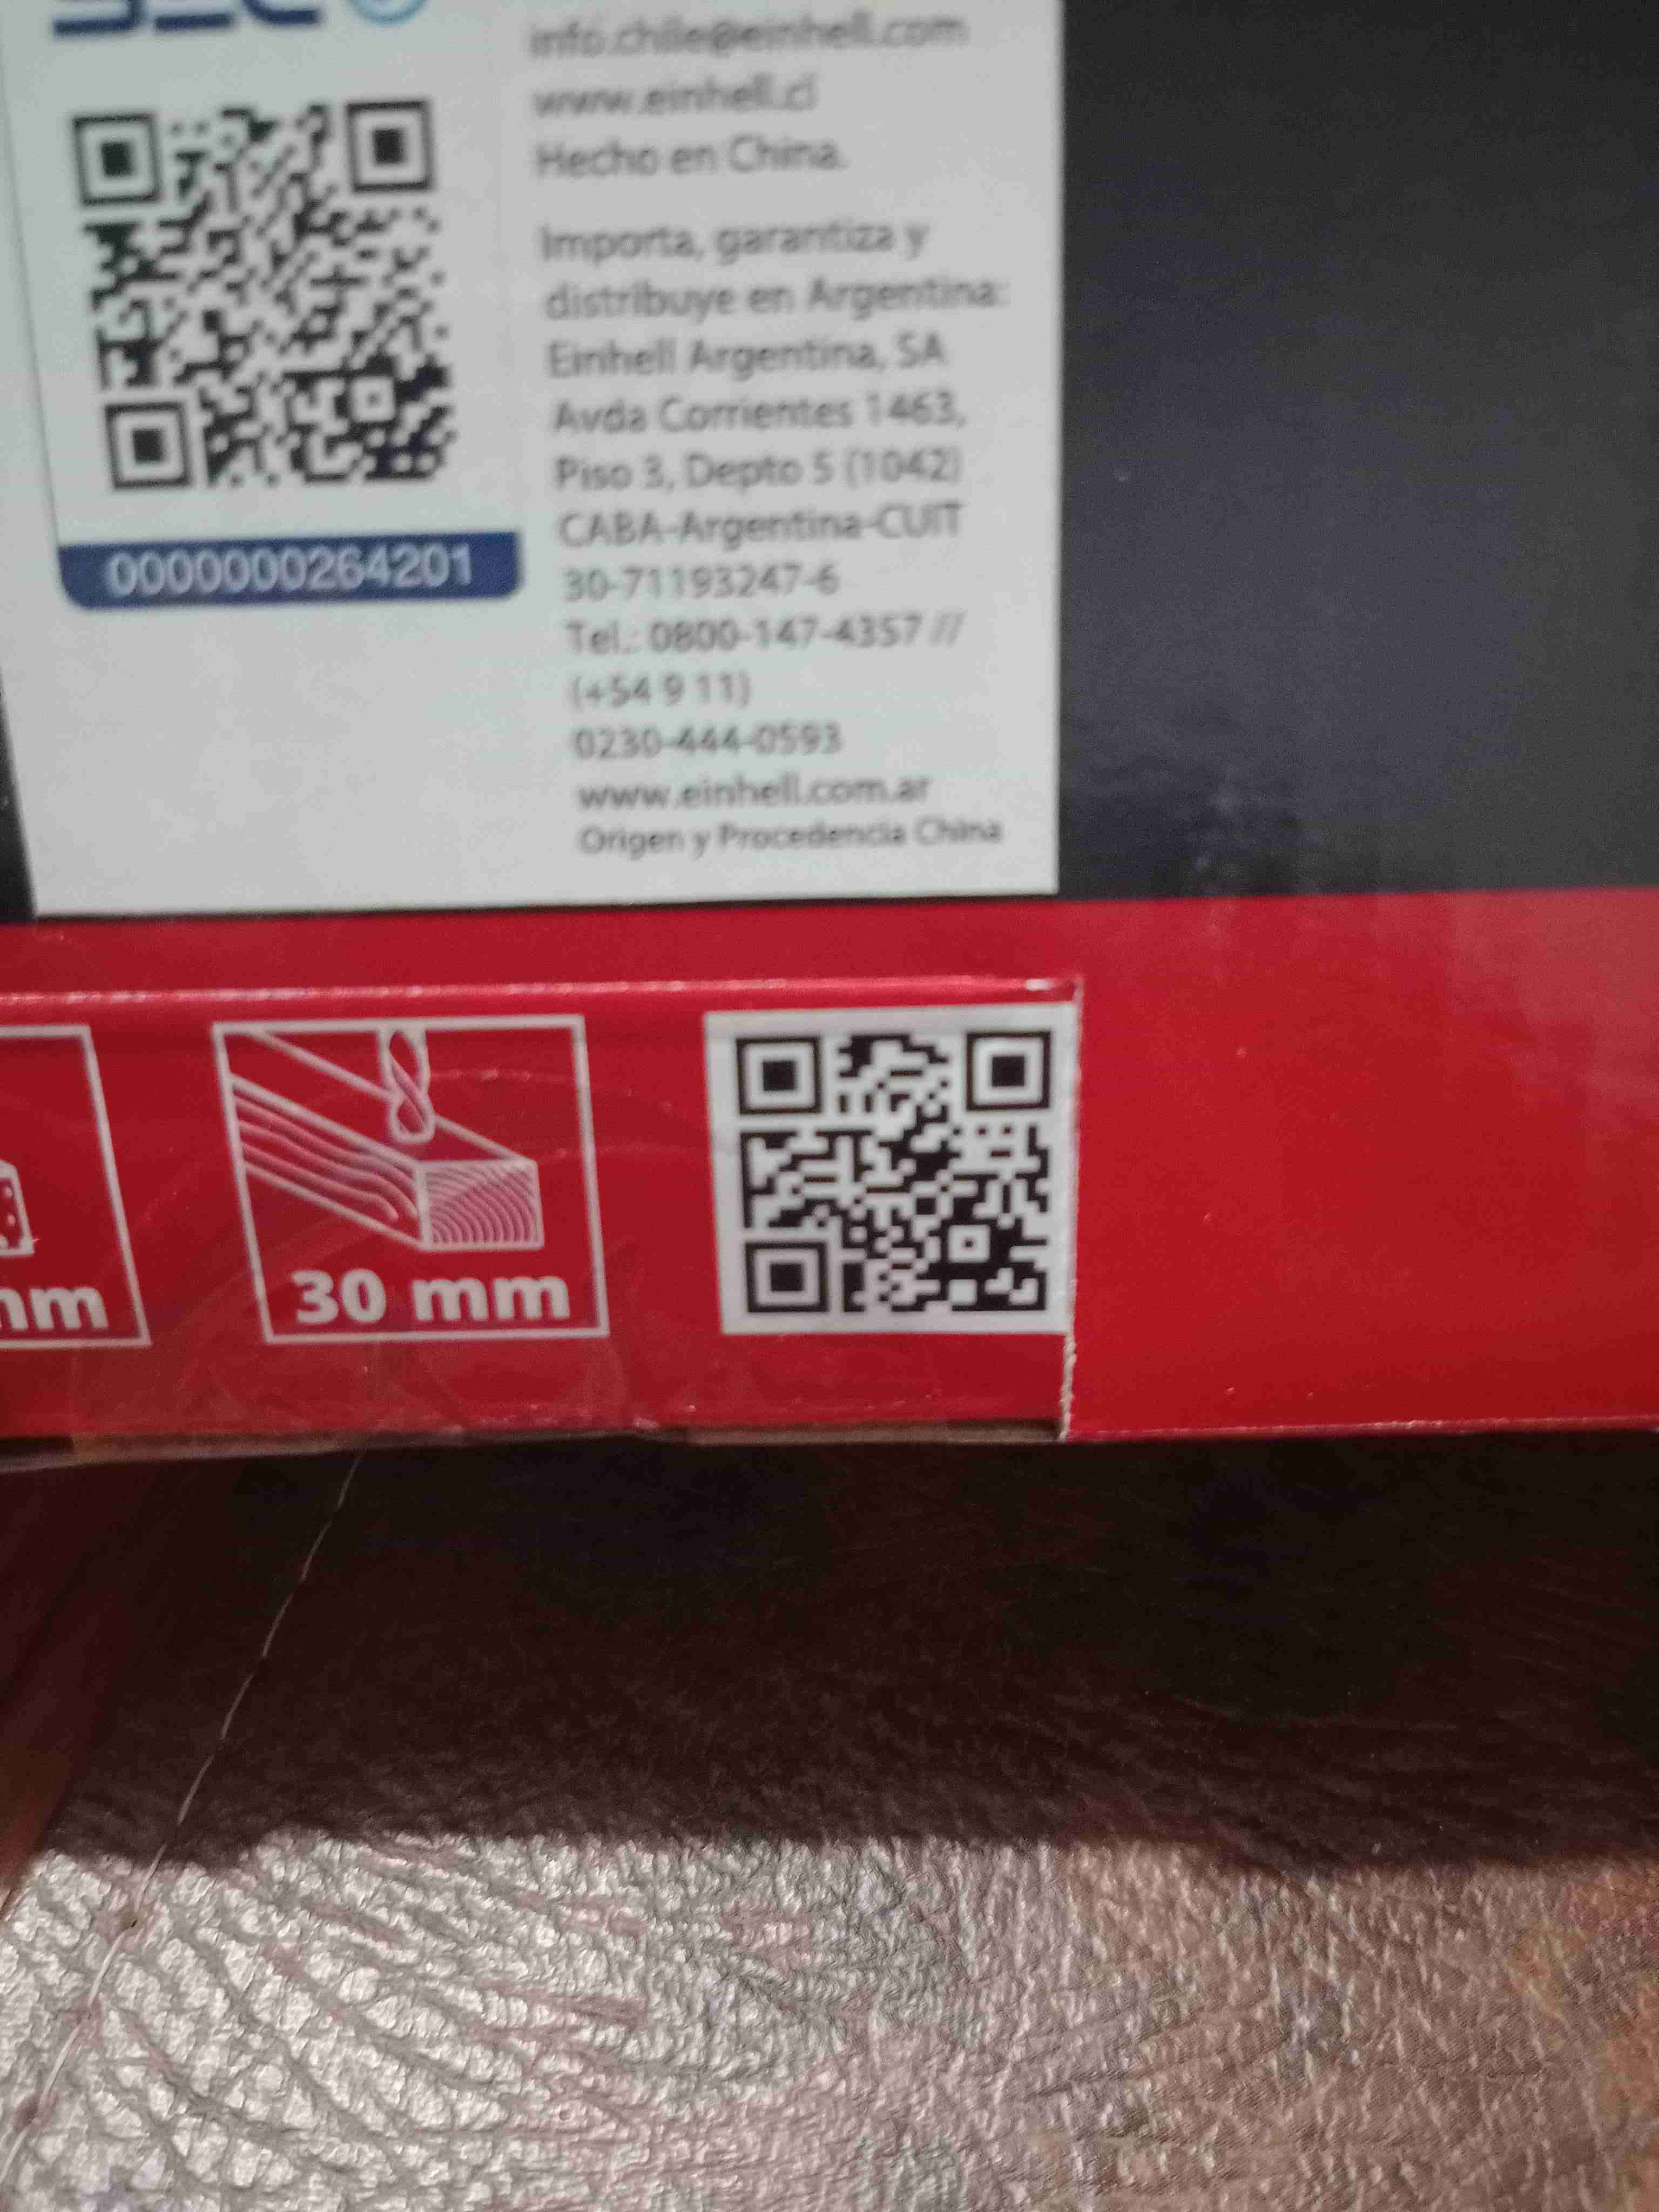 SEC
info.chile@einhell.com
www.einhell.cl
Hecho en China.
Importa, garantiza y
distribuye en Argentina:
Einhell Argentina, SA
Avda Corrientes 1463,
Piso 3, Depto 5 (1042)
CABA-Argentina-CUIT
30-71193247-6
Tel.: 0800-147-4357 //
(+54 9 11)
0230-444-0593
www.einhell.com.ar
Origen y Procedencia China
0000000264201
mm
30 mm